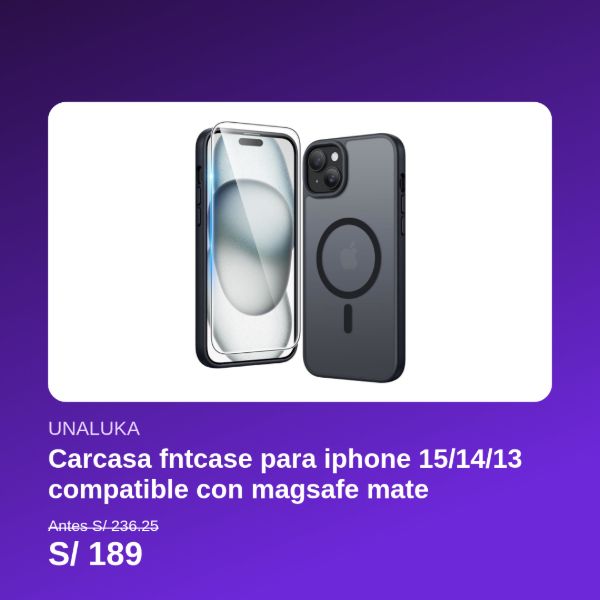 UNALUKA
Carcasa fntcase para iphone 15/14/13
compatible con magsafe mate
Antes S/ 236.25
S/ 189